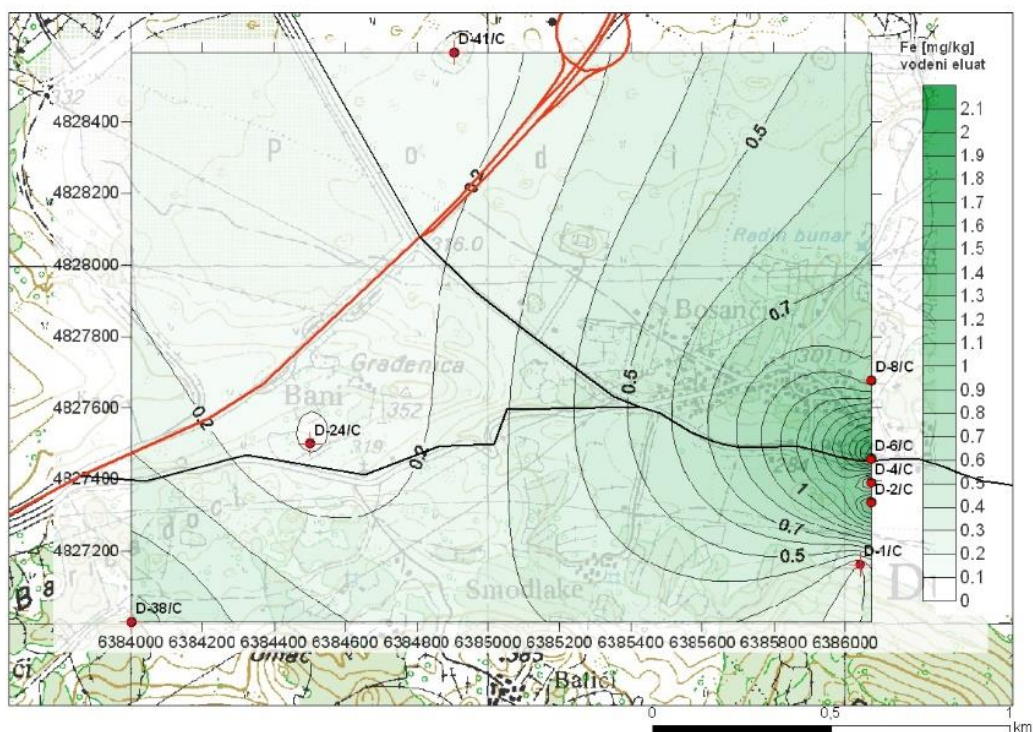 D-41/C
Fe [mg/kg]
vodeni eluat
332
4828400
4828200
4828000
4827800
4827600
4827400
4827200
P o d i
0.2
0.5
316.0
Radin bunar
Bosanči
0.7
301.0
Građenica
Bani
352
319
0.2
0.5
0.2
D-24/C
D-8/C
D-6/C
D-4/C
D-2/C
D-1/C
284
1
0.7
0.5
Smodlake
D
D-38/C
6384000 6384200 6384400 6384600 6384800 6385000 6385200 6385400 6385600 6385800 6386000
385
Balići
2.1
2
1.9
1.8
1.7
1.6
1.5
1.4
1.3
1.2
1.1
1
0.9
0.8
0.7
0.6
0.5
0.4
0.3
0.2
0.1
0
0 0,5 1
km